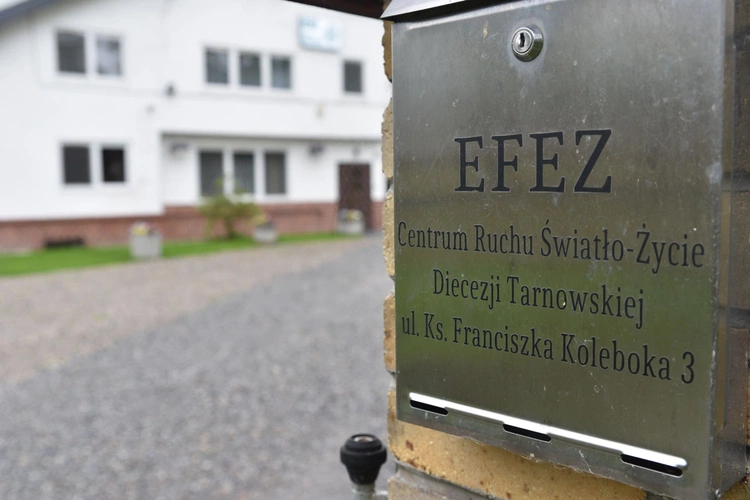 EFEZ
Centrum Ruchu Światło-Życie
Diecezji Tarnowskiej
ul. Ks. Franciszka Koleboka 3